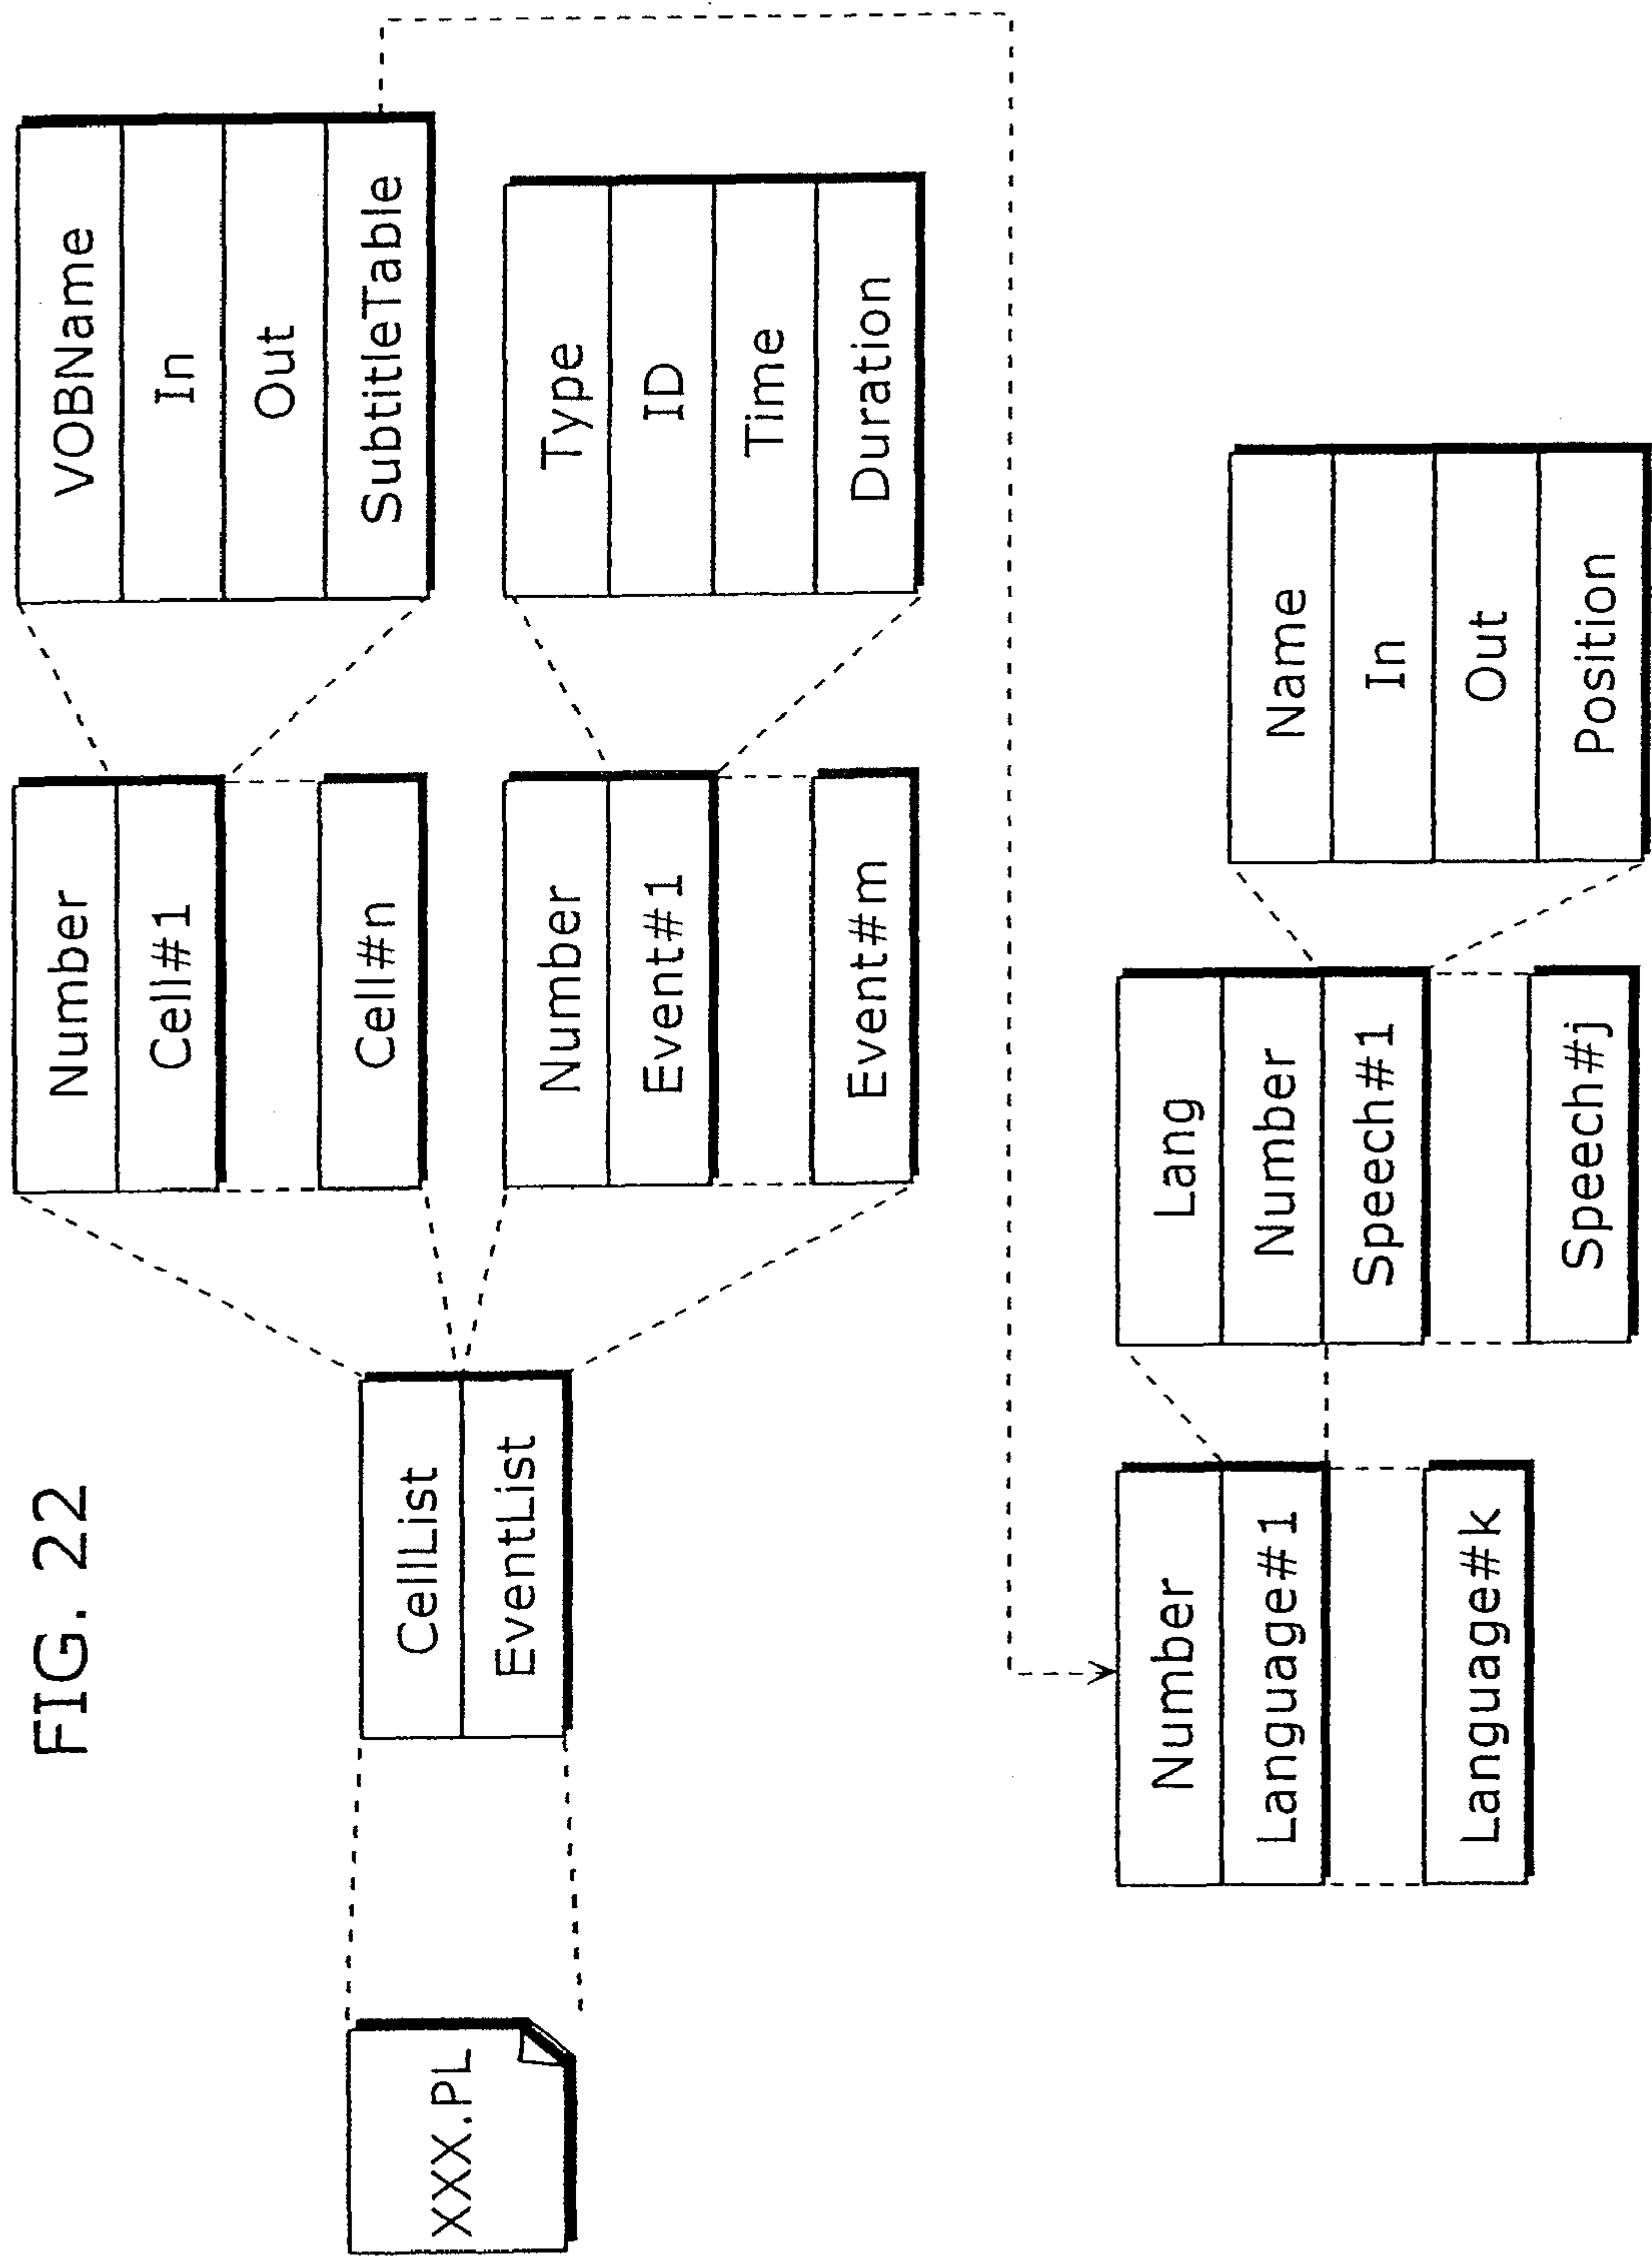 FIG. 22
XXX.PL
CellList
EventList
Number
Cell#1
Cell#n
Number
Event#1
Event#m
VOBName
In
Out
SubtitleTable
Type
ID
Time
Duration
Number
Language#1
Language#k
Lang
Number
Speech#1
Speech#j
Name
In
Out
Position